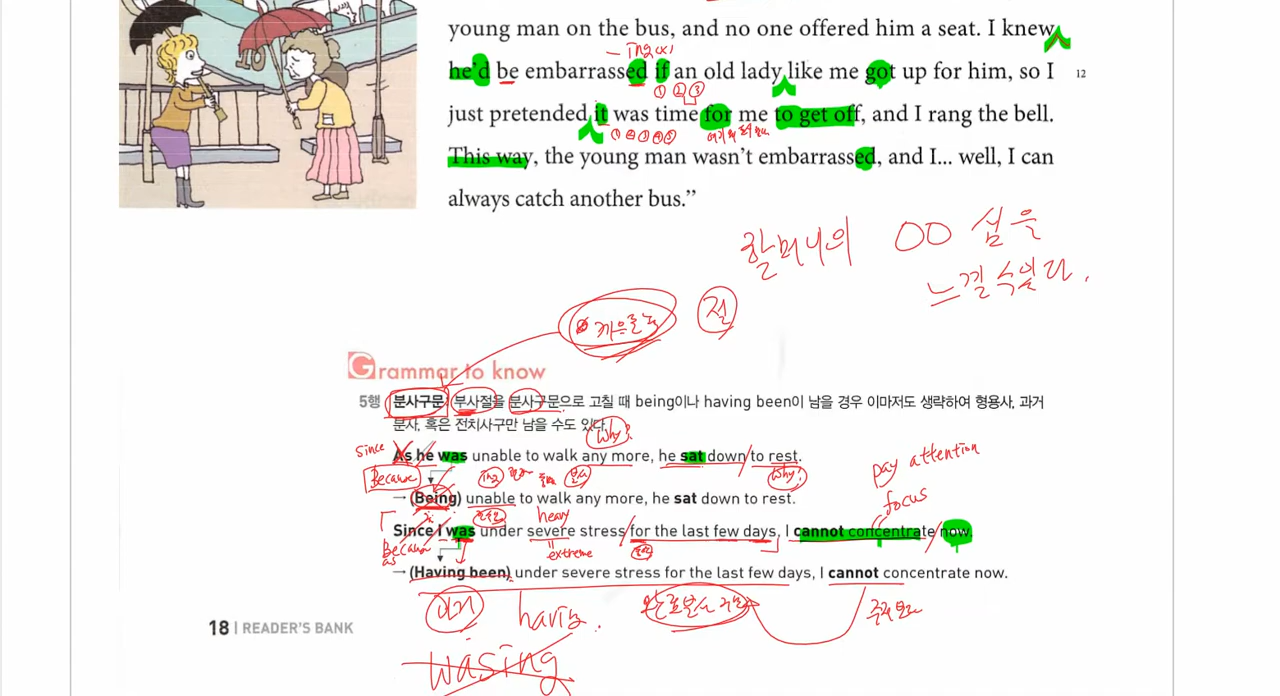 young man on the bus, and no one offered him a seat. I knew
he'd be embarrassed if an old lady like me got up for him, so I
12
just pretended it was time for me to get off, and I rang the bell.
This way, the young man wasn't embarrassed, and I... well, I can
always catch another bus."
할머니의 OO 심을
느낄 수 있다.
절
Grammar to know
5행 분사구문 부사절을 분사구문으로 고칠 때 being이나 having been이 남을 경우 이마저도 생략하여 형용사, 과거
분사, 혹은 전치사구만 남을 수도 있다.
Why?
since
As he was unable to walk any more, he sat down to rest.
pay attention
Because
Why?
→ (Being) unable to walk any more, he sat down to rest.
focus
heavy
Since I was under severe stress for the last few days, I cannot concentrate now.
Because
as
extreme
→ (Having been) under severe stress for the last few days, I cannot concentrate now.
having
18 | READER'S BANK
wasing